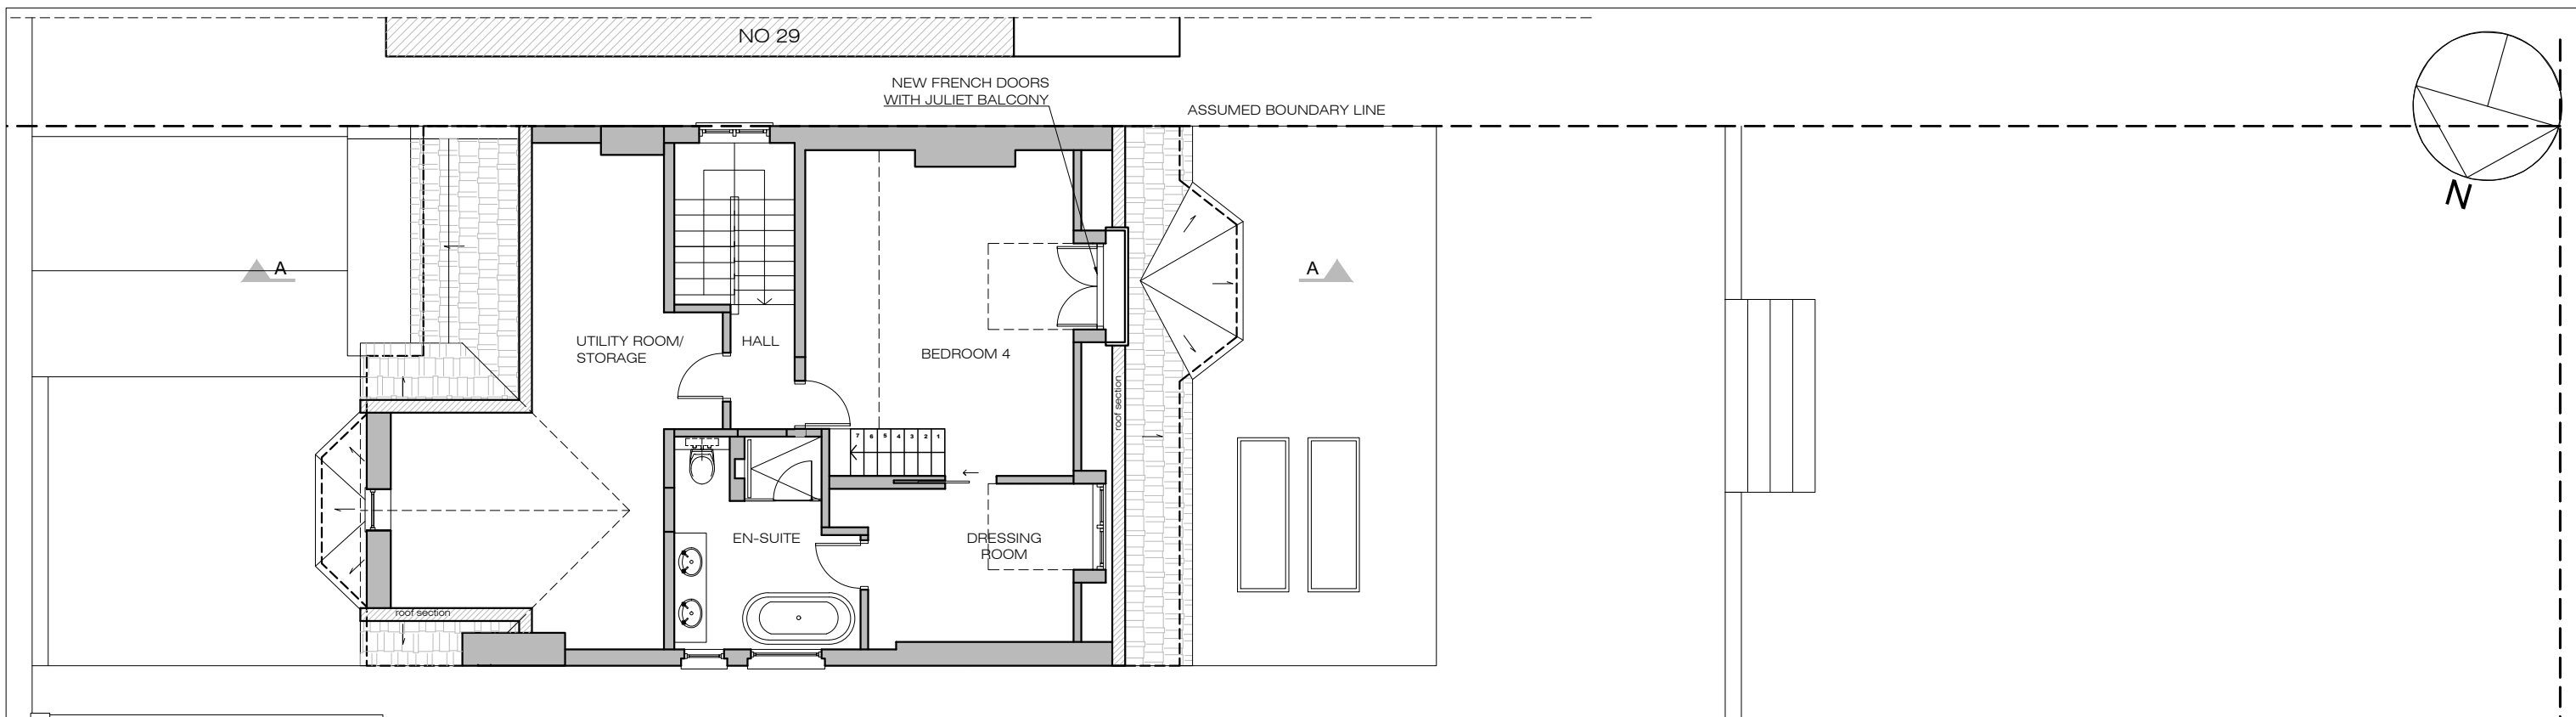 NO 29
NEW FRENCH DOORS
WITH JULIET BALCONY
ASSUMED BOUNDARY LINE
N
A
A
UTILITY ROOM/
STORAGE
HALL
BEDROOM 4
roof section
7 6 5 4 3 2 1
EN-SUITE
DRESSING
ROOM
roof section